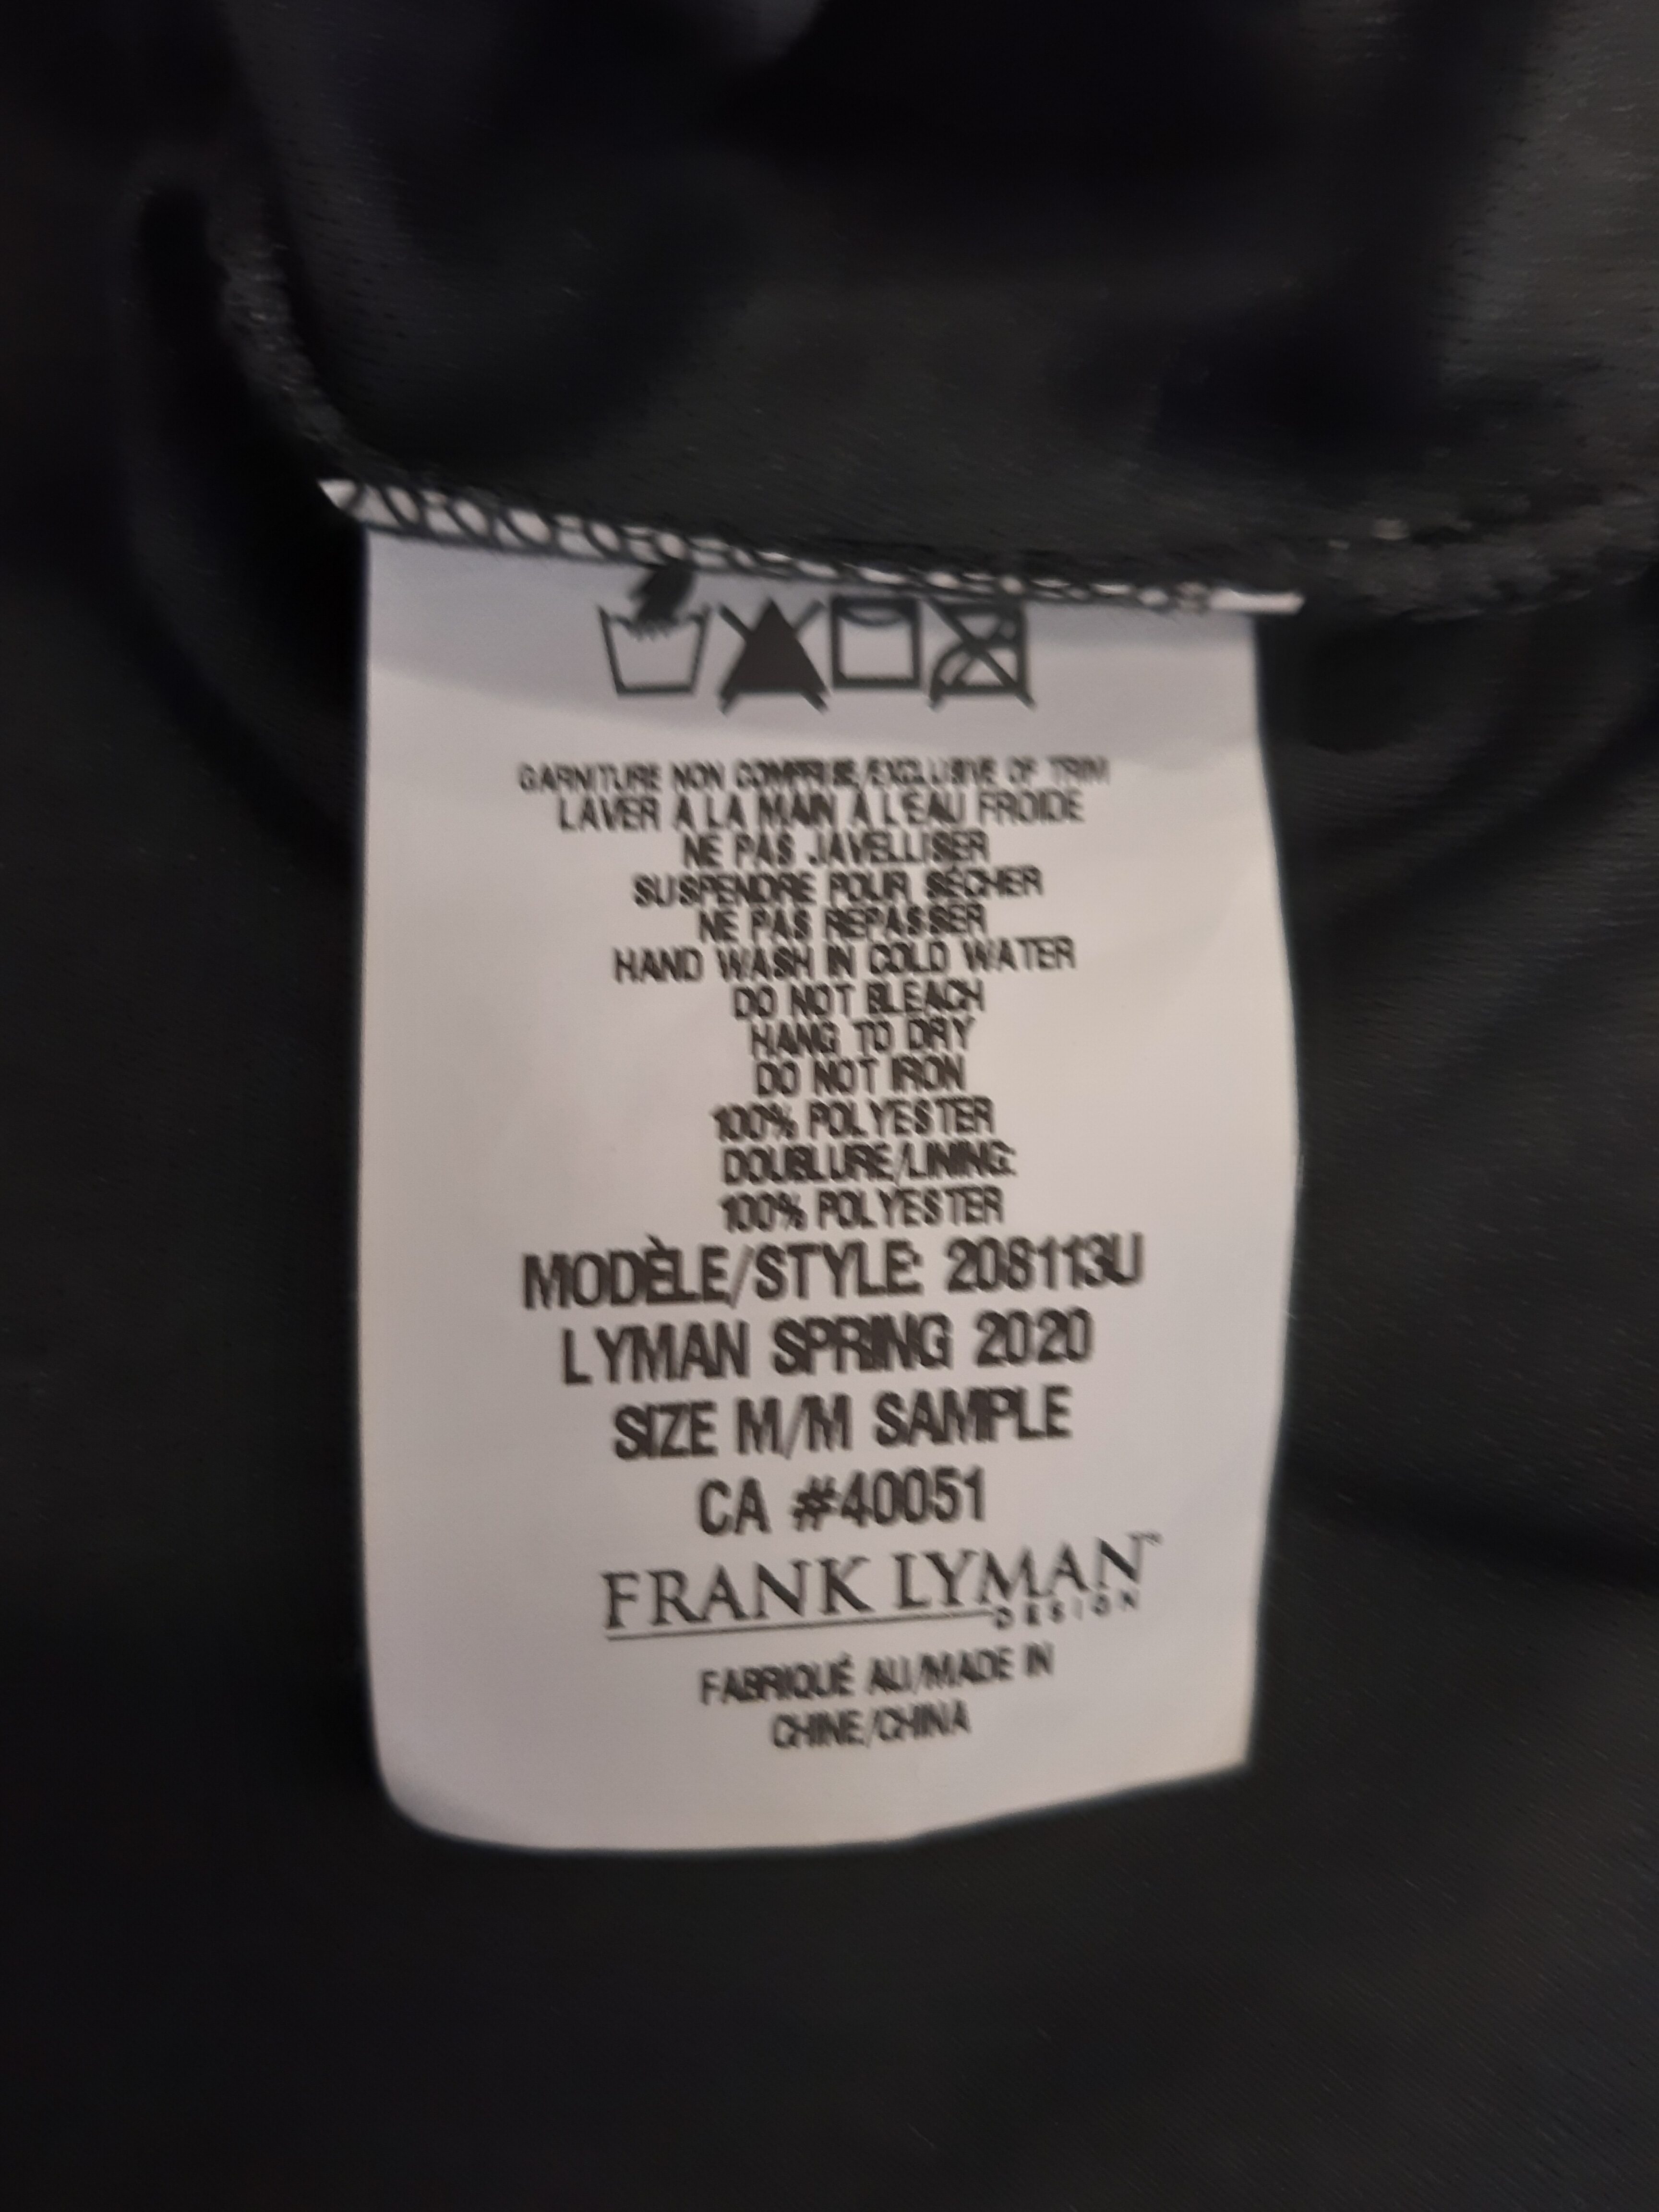 GARNITURE NON COMPRISE/EXCLUSIVE OF TRIM
LAVER À LA MAIN À L'EAU FROIDE
NE PAS JAVELLISER
SUSPENDRE POUR SÉCHER
NE PAS REPASSER
HAND WASH IN COLD WATER
DO NOT BLEACH
HANG TO DRY
DO NOT IRON
100% POLYESTER
DOUBLURE/LINING:
100% POLYESTER
MODÈLE/STYLE: 208113U
LYMAN SPRING 2020
SIZE M/M SAMPLE
CA #40051
FRANK LYMAN™
DESIGN
FABRIQUÉ AU/MADE IN
CHINE/CHINA